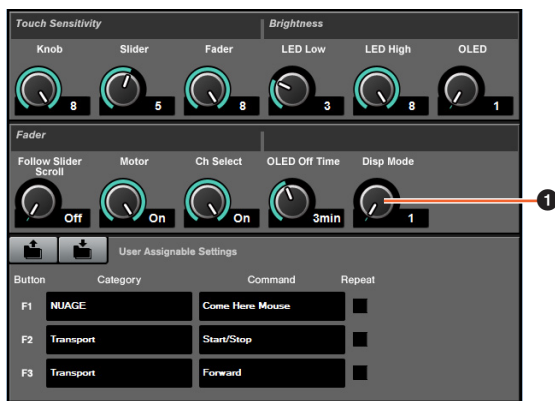 Touch Sensitivity Brightness
Knob Slider Fader LED Low LED High OLED
8 5 8 3 8 1
Fader
Follow Slider Scroll Motor Ch Select OLED Off Time Disp Mode
Off On On 3min 1
1
User Assignable Settings
Button Category Command Repeat
F1 NUAGE Come Here Mouse
F2 Transport Start/Stop
F3 Transport Forward